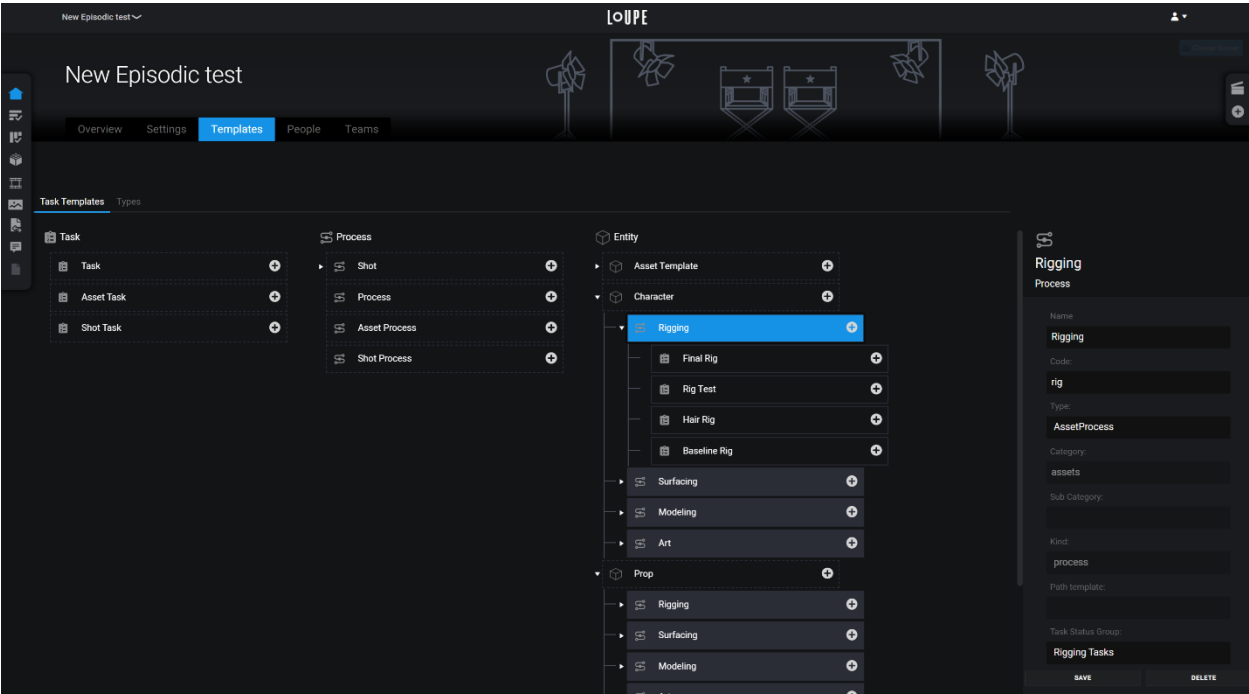 New Episodic test
LOUPE
New Episodic test
Overview Settings Templates People Teams
Task Templates Types
Task
Task
Asset Task
Shot Task
Process
Shot
Process
Asset Process
Shot Process
Entity
Asset Template
Character
Rigging
Final Rig
Rig Test
Hair Rig
Baseline Rig
Surfacing
Modeling
Art
Prop
Rigging
Surfacing
Modeling
Rigging
Process
Name
Rigging
Code:
rig
Type:
AssetProcess
Category:
assets
Sub Category:
Kind:
process
Path template:
Task Status Group:
Rigging Tasks
SAVE DELETE